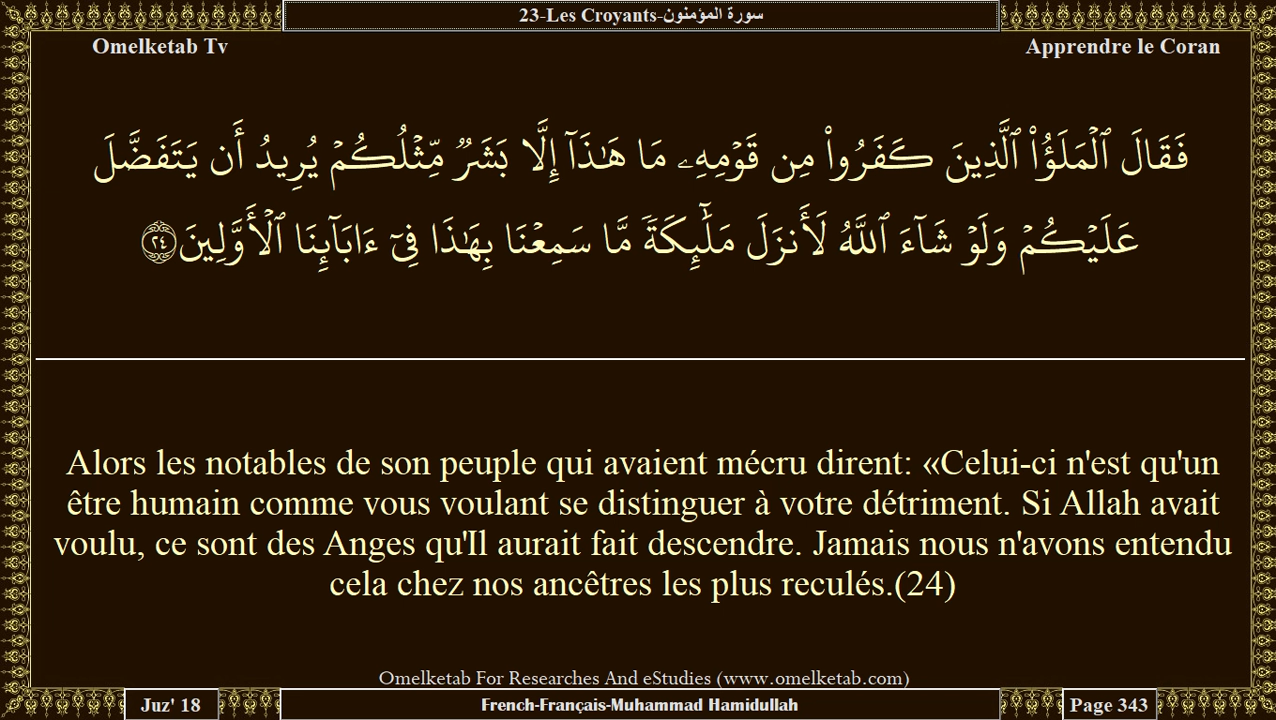 23-Les Croyants-سورة المؤمنون
Omelketab Tv
Apprendre le Coran
فَقَالَ ٱلْمَلَؤُا۟ ٱلَّذِينَ كَفَرُوا۟ مِن قَوْمِهِۦ مَا هَـٰذَآ إِلَّا بَشَرٌ مِّثْلُكُمْ يُرِيدُ أَن يَتَفَضَّلَ
عَلَيْكُمْ وَلَوْ شَآءَ ٱللَّهُ لَأَنزَلَ مَلَـٰٓئِكَةً مَّا سَمِعْنَا بِهَـٰذَا فِىٓ ءَابَآئِنَا ٱلْأَوَّلِينَ ٢٤
Alors les notables de son peuple qui avaient mécru dirent: «Celui-ci n'est qu'un
être humain comme vous voulant se distinguer à votre détriment. Si Allah avait
voulu, ce sont des Anges qu'Il aurait fait descendre. Jamais nous n'avons entendu
cela chez nos ancêtres les plus reculés.(24)
Omelketab For Researches And eStudies (www.omelketab.com)
Juz' 18
French-Français-Muhammad Hamidullah
Page 343